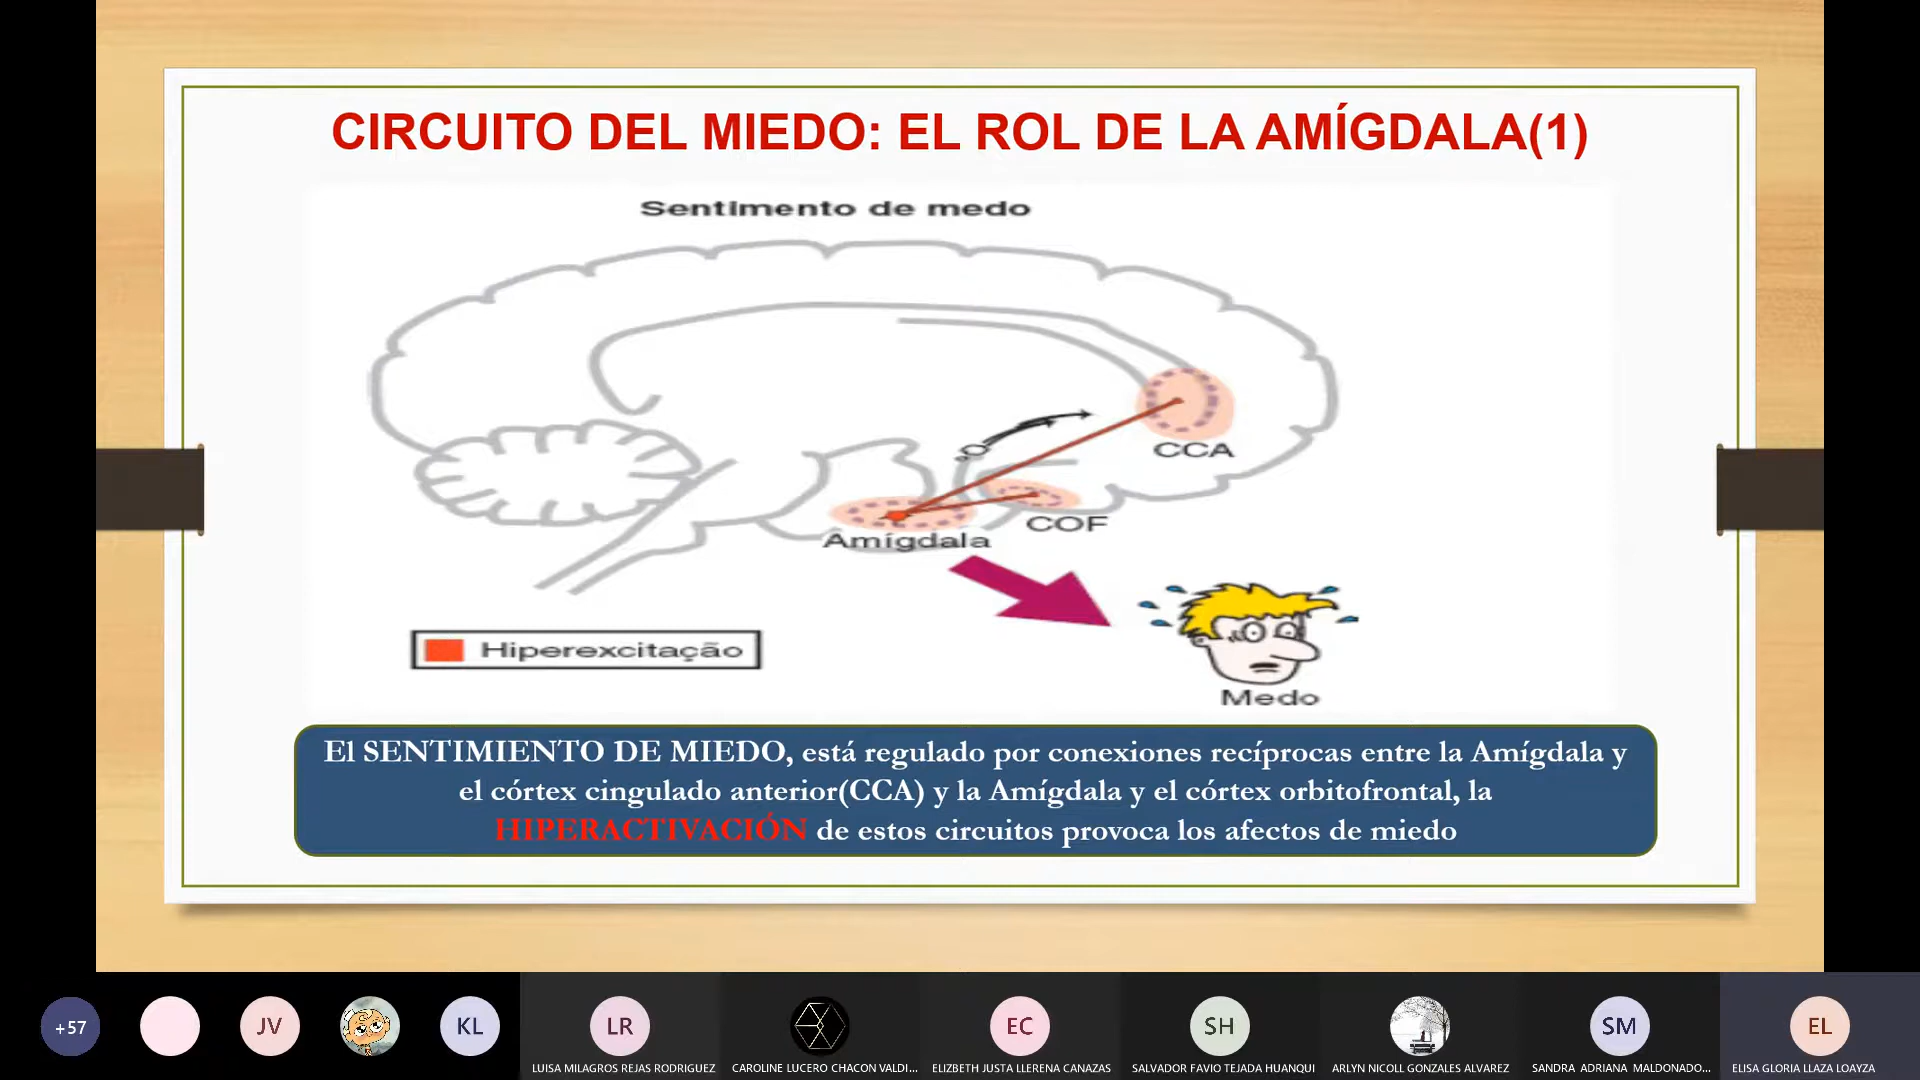 CIRCUITO DEL MIEDO: EL ROL DE LA AMÍGDALA(1)
Sentimento de medo
CCA
COF
Amígdala
Hiperexcitação
Medo
El SENTIMIENTO DE MIEDO, está regulado por conexiones recíprocas entre la Amígdala y
el córtex cingulado anterior(CCA) y la Amígdala y el córtex orbitofrontal, la
HIPERACTIVACIÓN de estos circuitos provoca los afectos de miedo
+57
JV
KL
LR
EC
SH
SM
EL
LUISA MILAGROS REJAS RODRIGUEZ
CAROLINE LUCERO CHACON VALDI...
ELIZBETH JUSTA LLERENA CANAZAS
SALVADOR FAVIO TEJADA HUANQUI
ARLYN NICOLL GONZALES ALVAREZ
SANDRA ADRIANA MALDONADO...
ELISA GLORIA LLAZA LOAYZA